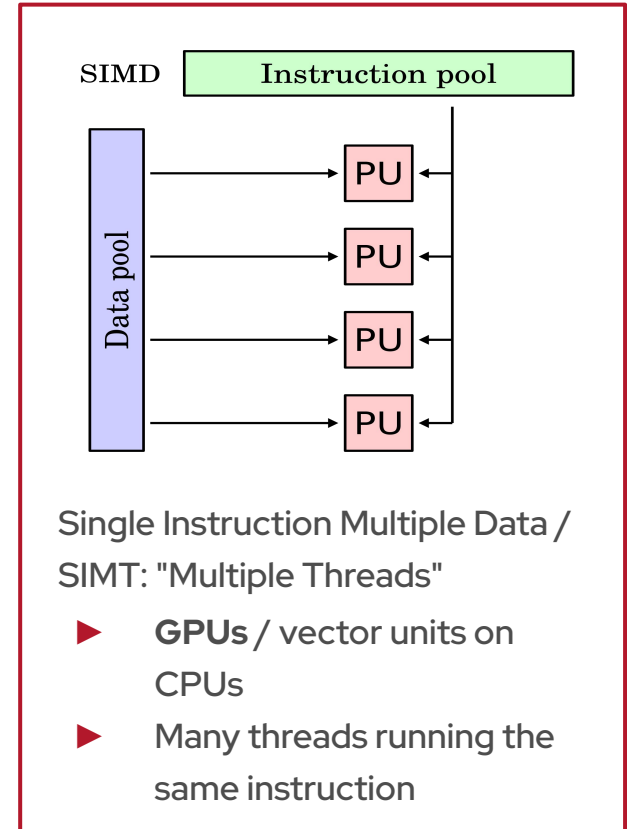 SIMD
Instruction pool
Data pool
PU
PU
PU
PU
Single Instruction Multiple Data /
SIMT: "Multiple Threads"
► GPUs / vector units on
CPUs
► Many threads running the
same instruction